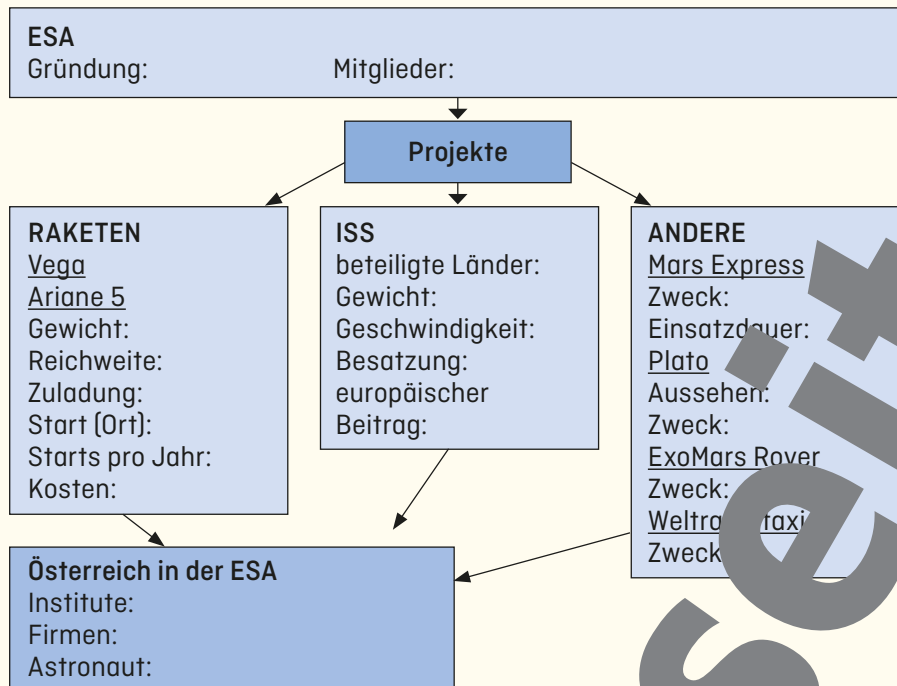 ESA
Gründung: Mitglieder:
Projekte
RAKETEN
Vega
Ariane 5
Gewicht:
Reichweite:
Zuladung:
Start (Ort):
Starts pro Jahr:
Kosten:
ISS
beteiligte Länder:
Gewicht:
Geschwindigkeit:
Besatzung:
europäischer
Beitrag:
ANDERE
Mars Express
Zweck:
Einsatzdauer:
Plato
Aussehen:
Zweck:
ExoMars Rover
Zweck:
Zweck
Österreich in der ESA
Institute:
Firmen:
Astronaut:
seit